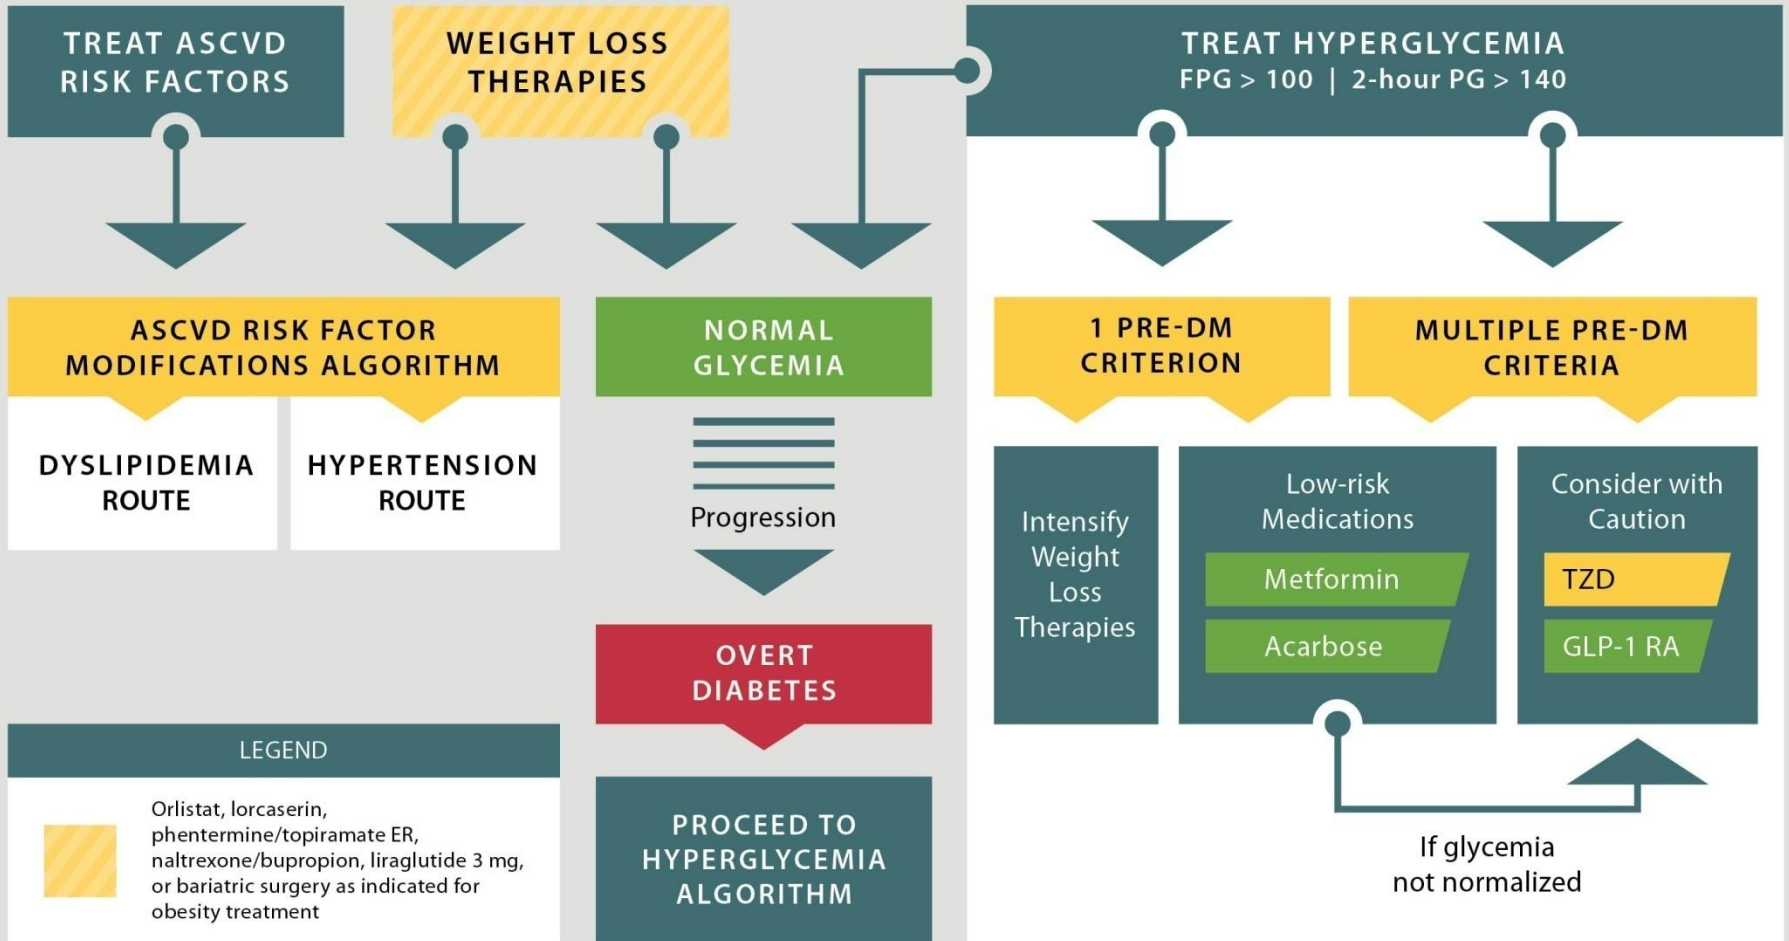 TREAT ASCVD
RISK FACTORS
WEIGHT LOSS
THERAPIES
TREAT HYPERGLYCEMIA
FPG > 100 | 2-hour PG > 140
ASCVD RISK FACTOR
MODIFICATIONS ALGORITHM
DYSLIPIDEMIA
ROUTE
HYPERTENSION
ROUTE
NORMAL
GLYCEMIA
Progression
OVERT
DIABETES
PROCEED TO
HYPERGLYCEMIA
ALGORITHM
1 PRE-DM
CRITERION
MULTIPLE PRE-DM
CRITERIA
Intensify
Weight
Loss
Therapies
Low-risk
Medications
Metformin
Acarbose
Consider with
Caution
TZD
GLP-1 RA
If glycemia
not normalized
LEGEND
Orlistat, lorcaserin,
phentermine/topiramate ER,
naltrexone/bupropion, liraglutide 3 mg,
or bariatric surgery as indicated for
obesity treatment